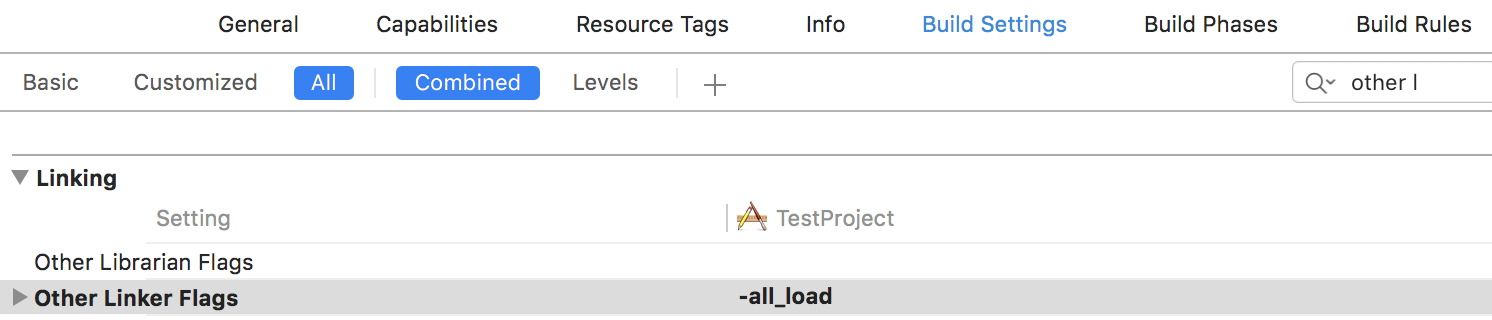 General Capabilities Resource Tags Info Build Settings Build Phases Build Rules
Basic Customized All Combined Levels + other l
Linking
Setting TestProject
Other Librarian Flags
Other Linker Flags -all_load